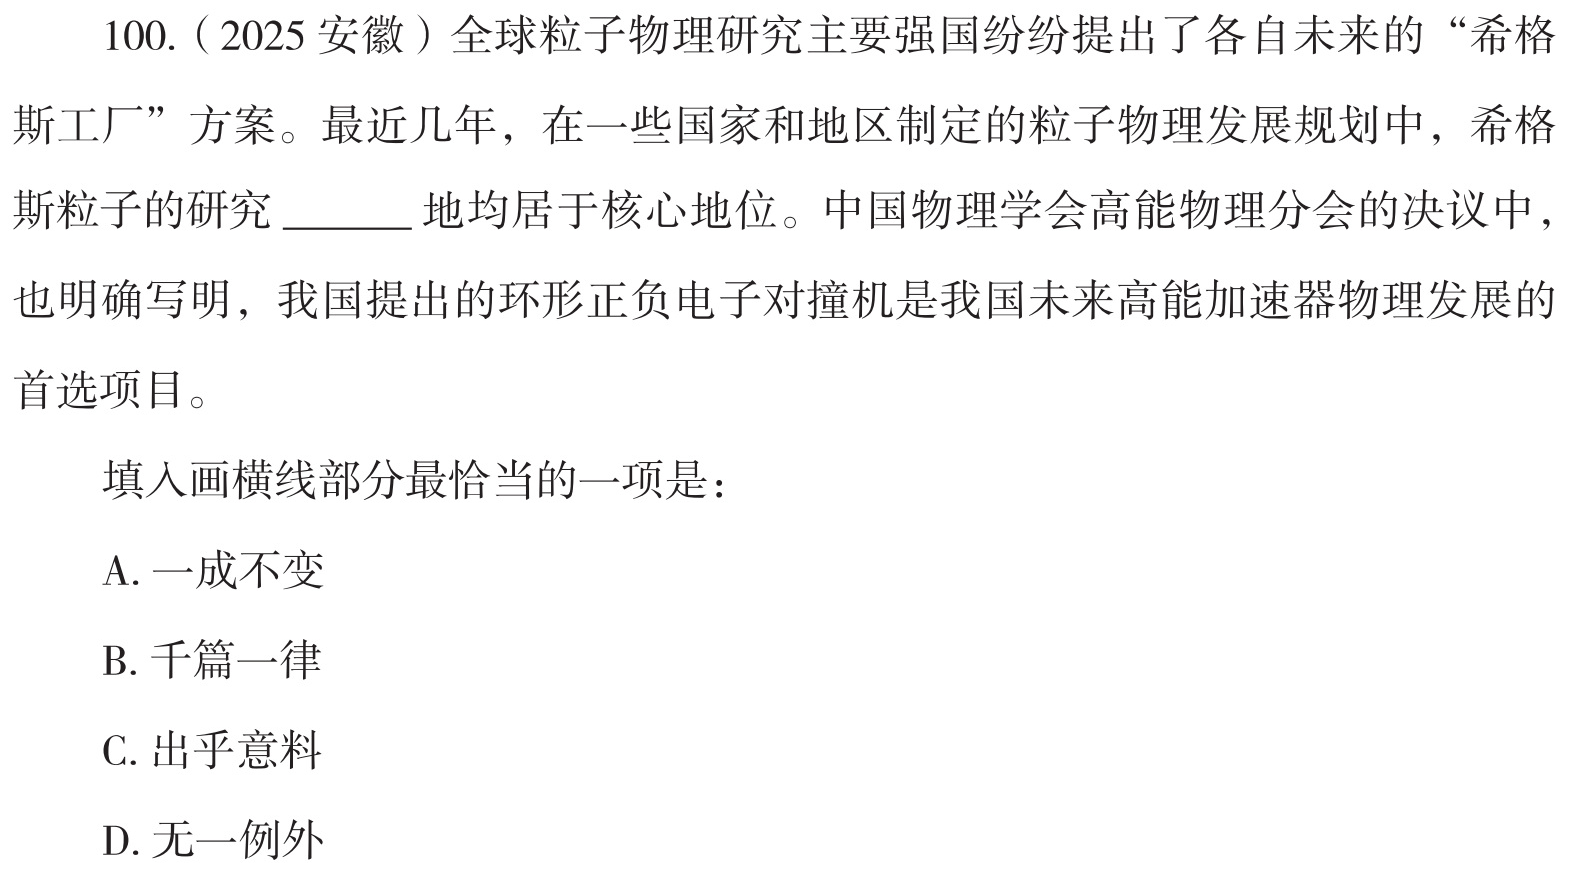 100.（2025 安徽）全球粒子物理研究主要强国纷纷提出了各自未来的“希格
斯工厂”方案。最近几年，在一些国家和地区制定的粒子物理发展规划中，希格
斯粒子的研究______地均居于核心地位。中国物理学会高能物理分会的决议中，
也明确写明，我国提出的环形正负电子对撞机是我国未来高能加速器物理发展的
首选项目。
填入画横线部分最恰当的一项是：
A. 一成不变
B. 千篇一律
C. 出乎意料
D. 无一例外